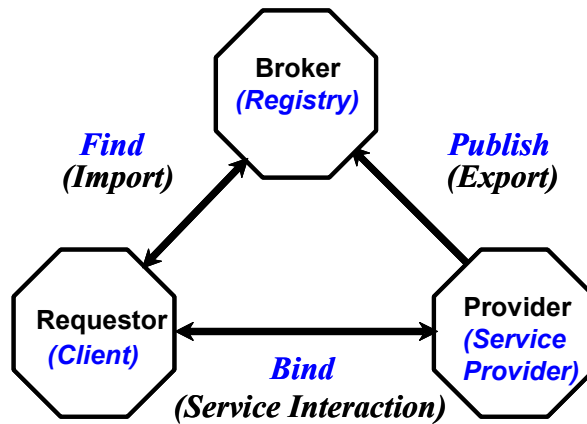 Broker
(Registry)
Find
(Import)
Publish
(Export)
Requestor
(Client)
Provider
(Service
Provider)
Bind
(Service Interaction)